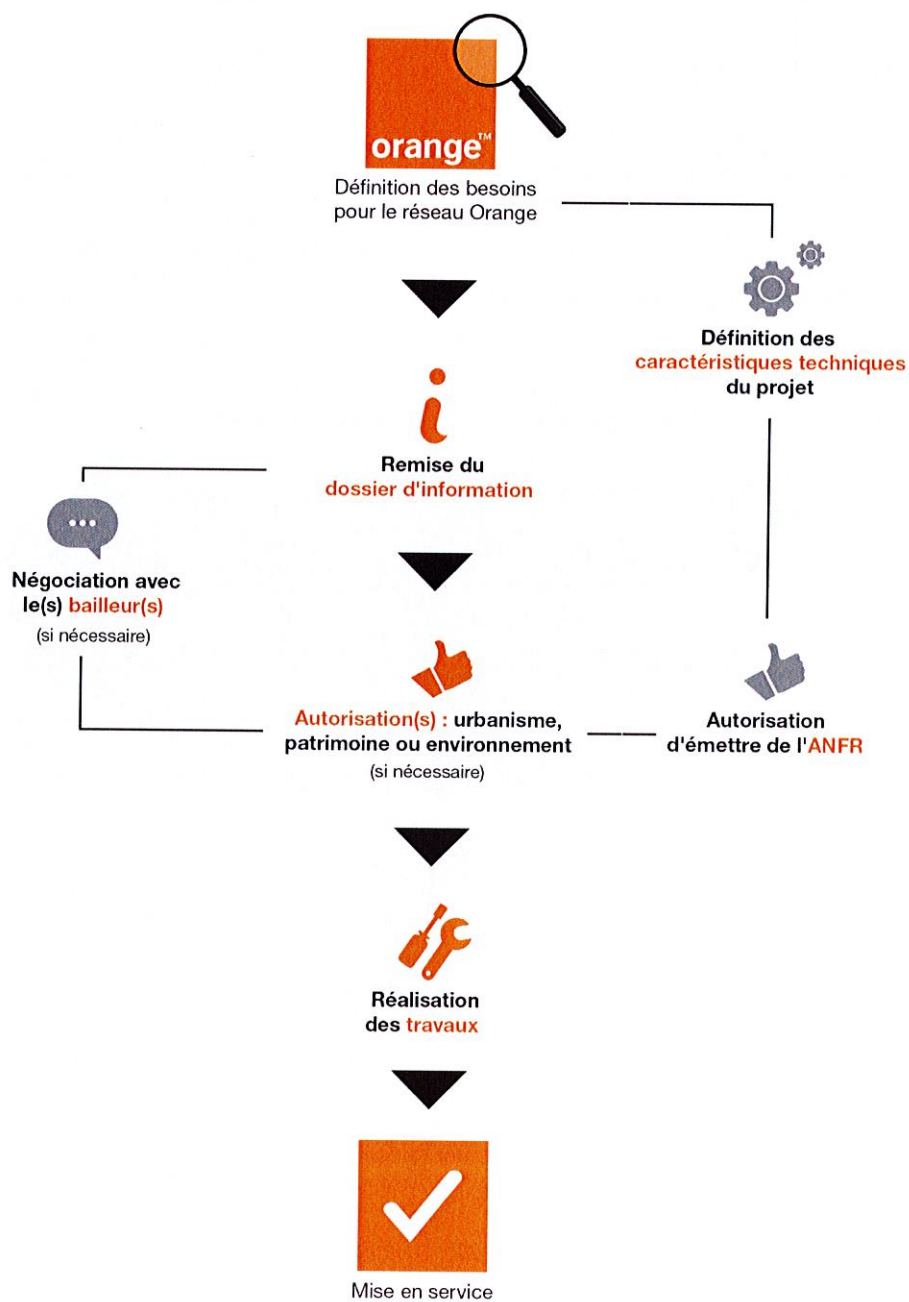 orange™
Définition des besoins
pour le réseau Orange
Définition des
caractéristiques techniques
du projet
Remise du
dossier d'information
Négociation avec
le(s) bailleur(s)
(si nécessaire)
Autorisation(s) : urbanisme,
patrimoine ou environnement
(si nécessaire)
Autorisation
d'émettre de l'ANFR
Réalisation
des travaux
Mise en service